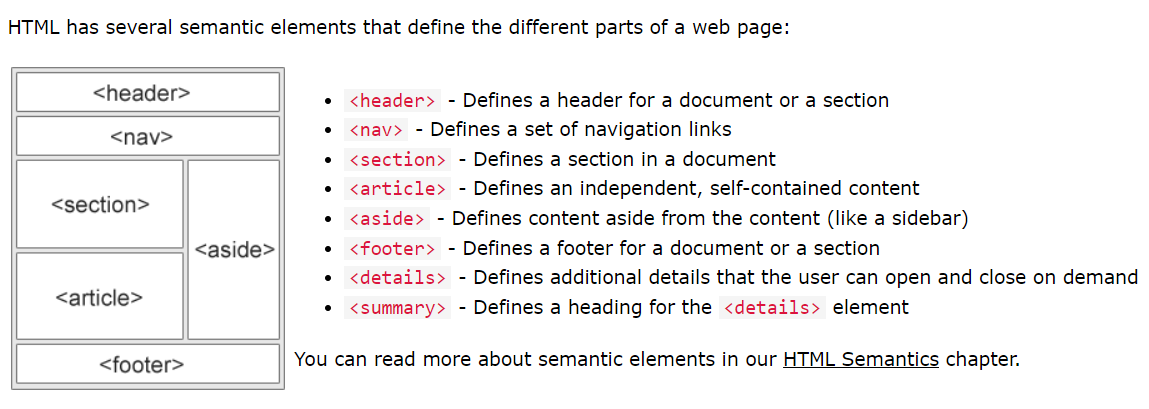 HTML has several semantic elements that define the different parts of a web page:
<header>
<nav>
<section>
<aside>
<article>
<footer>
<header> - Defines a header for a document or a section
<nav> - Defines a set of navigation links
<section> - Defines a section in a document
<article> - Defines an independent, self-contained content
<aside> - Defines content aside from the content (like a sidebar)
<footer> - Defines a footer for a document or a section
<details> - Defines additional details that the user can open and close on demand
<summary> - Defines a heading for the <details> element
You can read more about semantic elements in our HTML Semantics chapter.